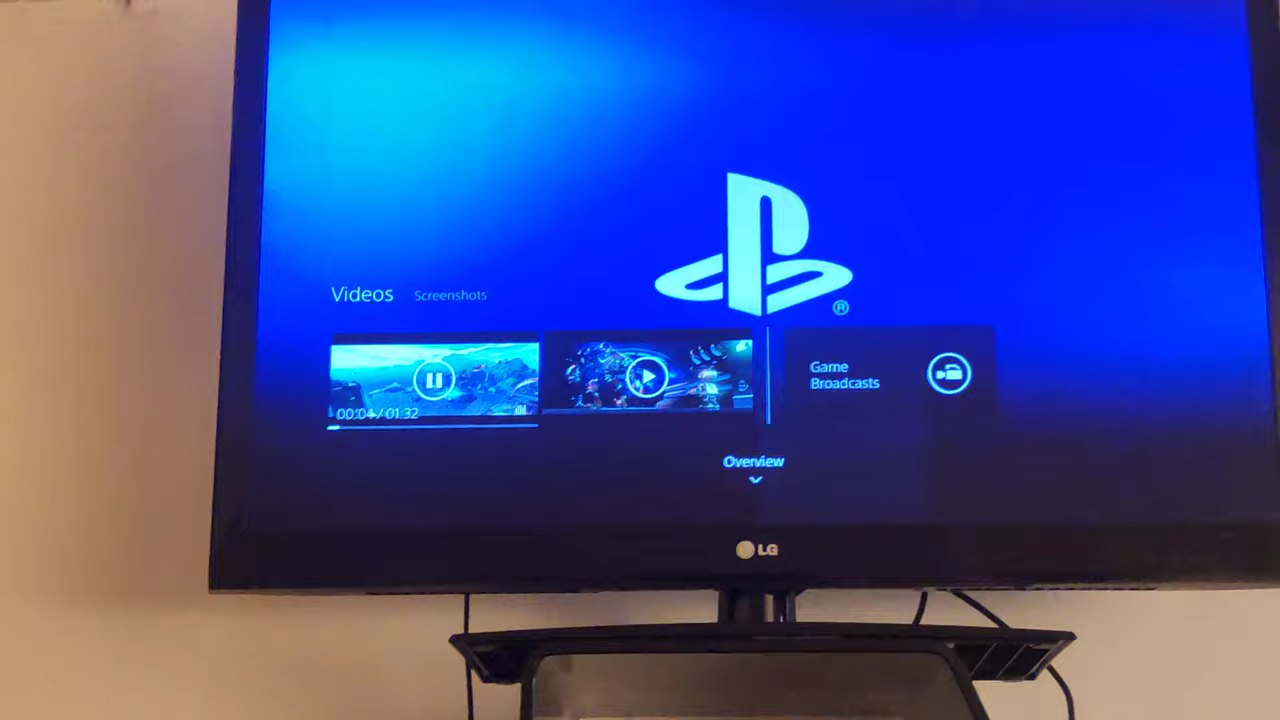 Videos Screenshots
00:04 / 01:32
Game
Broadcasts
Overview
LG